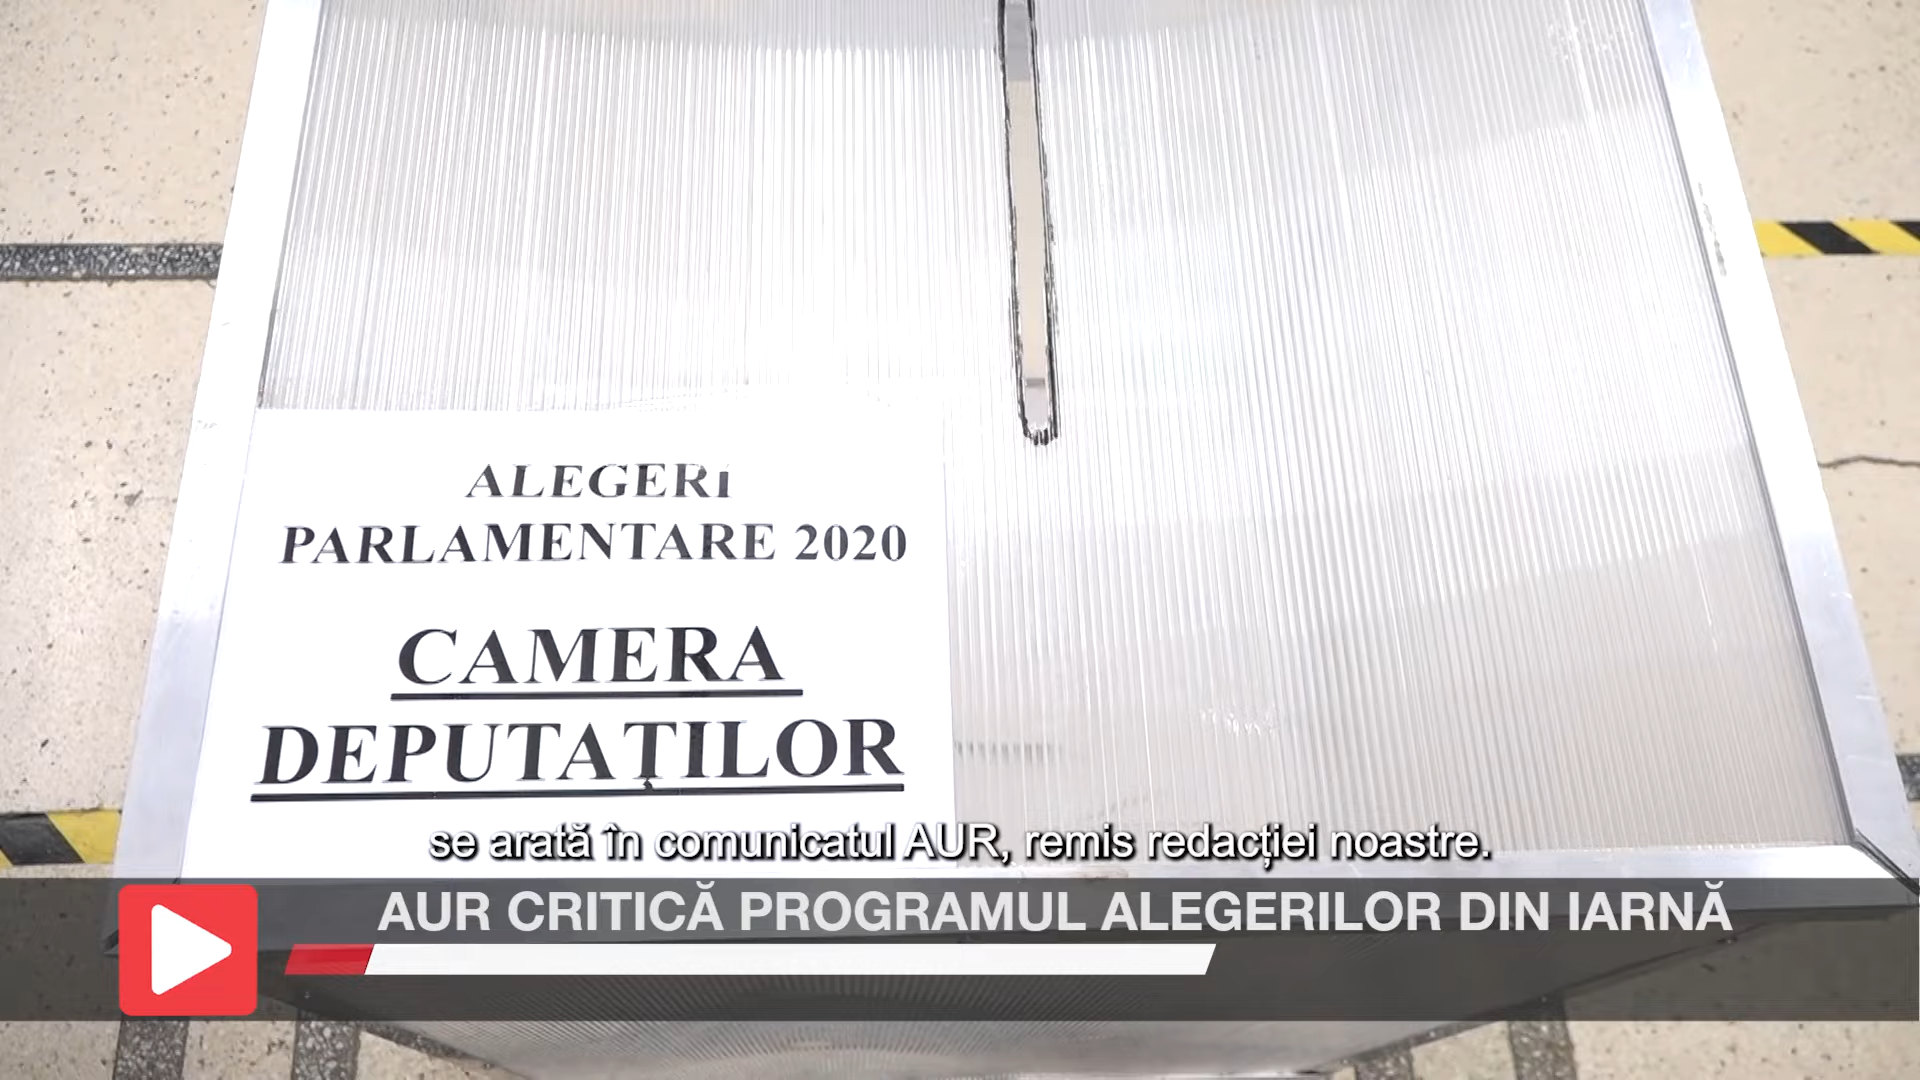 ALEGERI
PARLAMENTARE 2020
CAMERA
DEPUTAȚILOR
se arată în comunicatul AUR, remis redacției noastre.
AUR CRITICĂ PROGRAMUL ALEGERILOR DIN IARNĂ